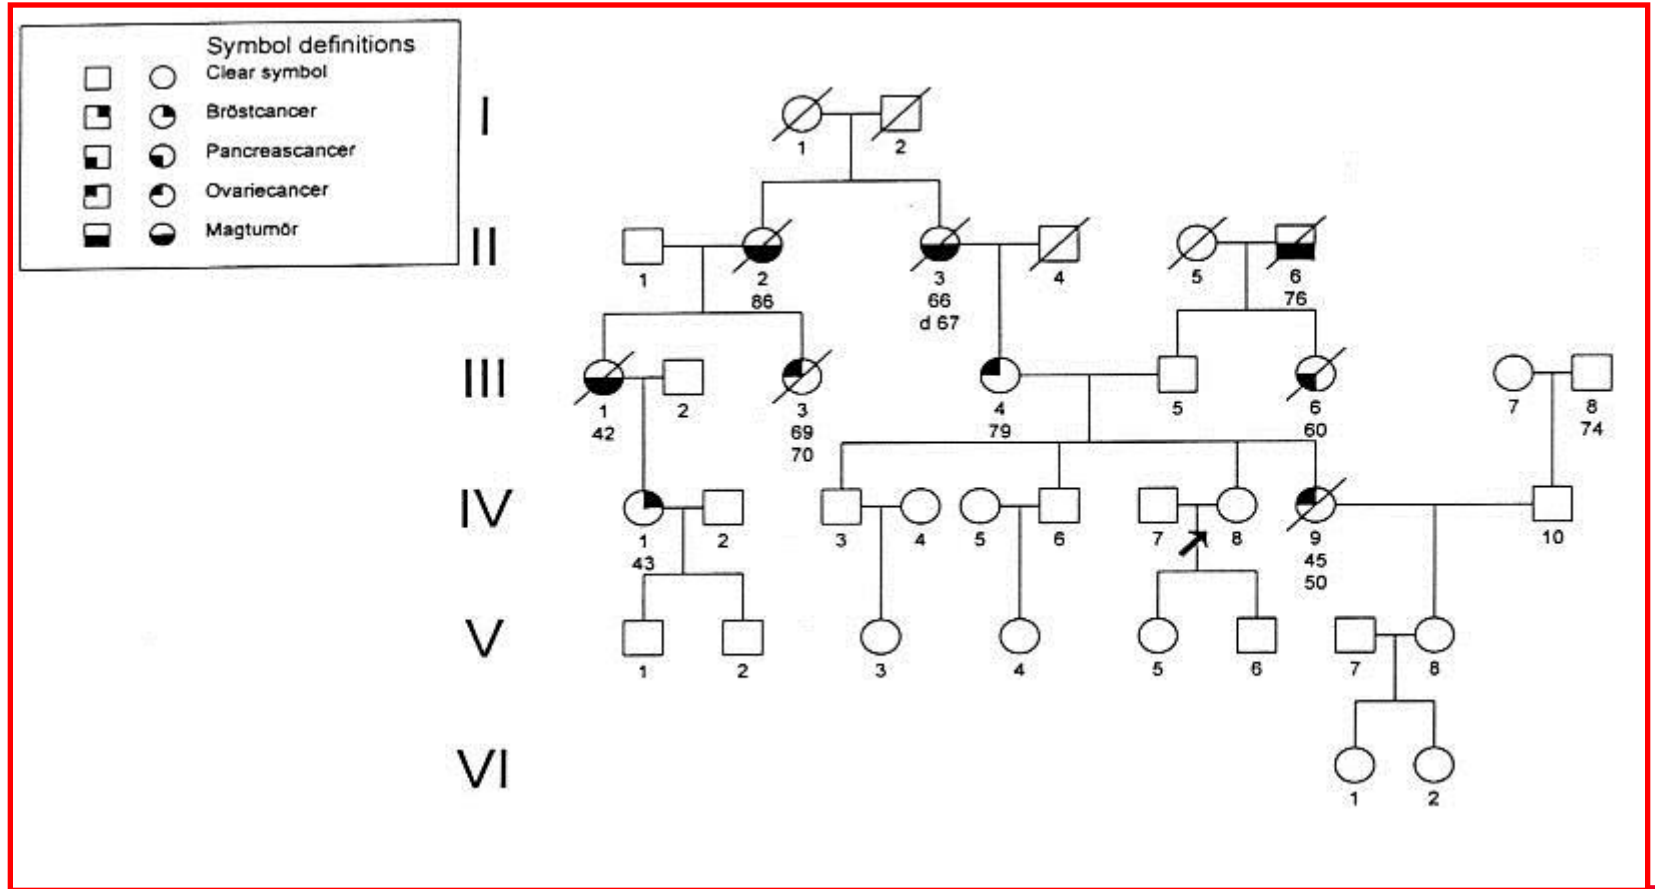 Symbol definitions
Clear symbol
Bröstcancer
Pancreascancer
Ovariecancer
Magtumör
I
1 2
II
1 2 3 4 5 6
86 66 76
d 67
III
1 2 3 4 5 6 7 8
42 69 79 60 74
70
IV
1 2 3 4 5 6 7 8 9 10
43 45
50
V
1 2 3 4 5 6 7 8
VI
1 2